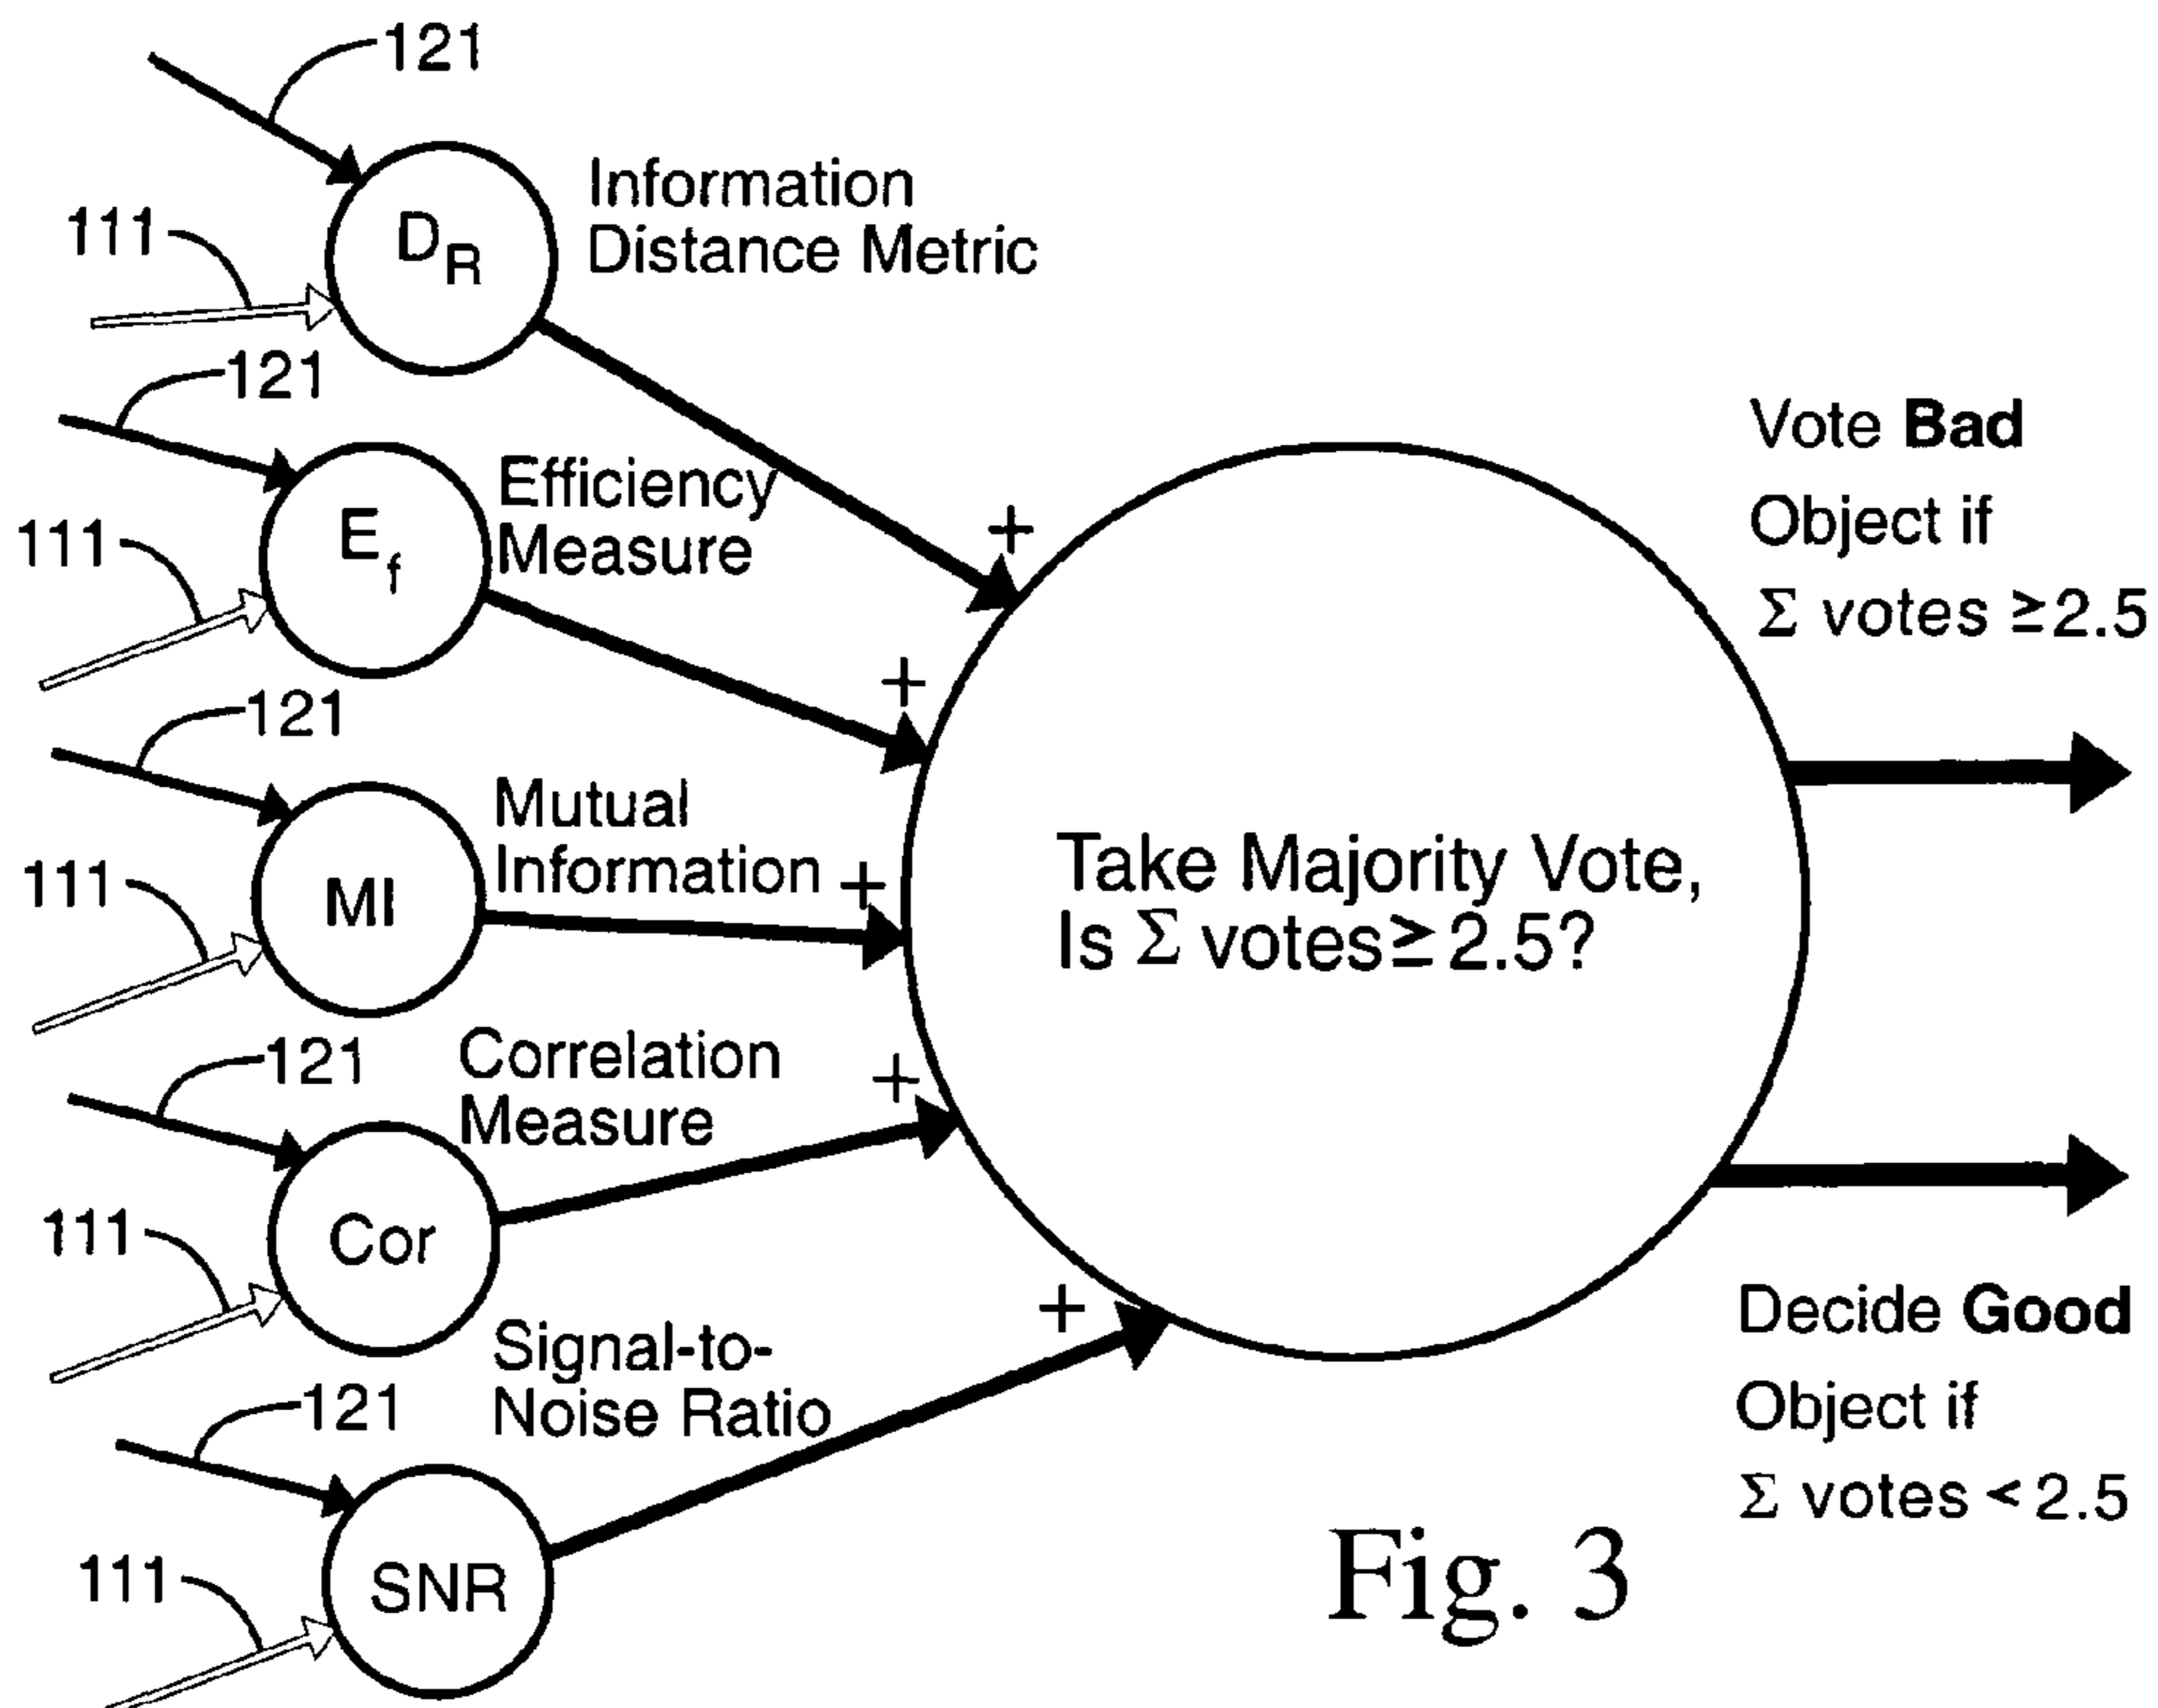 121
111
D_R
Information
Distance Metric
121
111
E_f
Efficiency
Measure
+
+
Vote Bad
Object if
Σ votes ≥2.5
121
111
MI
Mutual
Information
+
Take Majority Vote,
Is Σ votes≥2.5?
121
111
Cor
Correlation
Measure
+
121
111
SNR
Signal-to-
Noise Ratio
+
Decide Good
Object if
Σ votes <2.5
Fig. 3